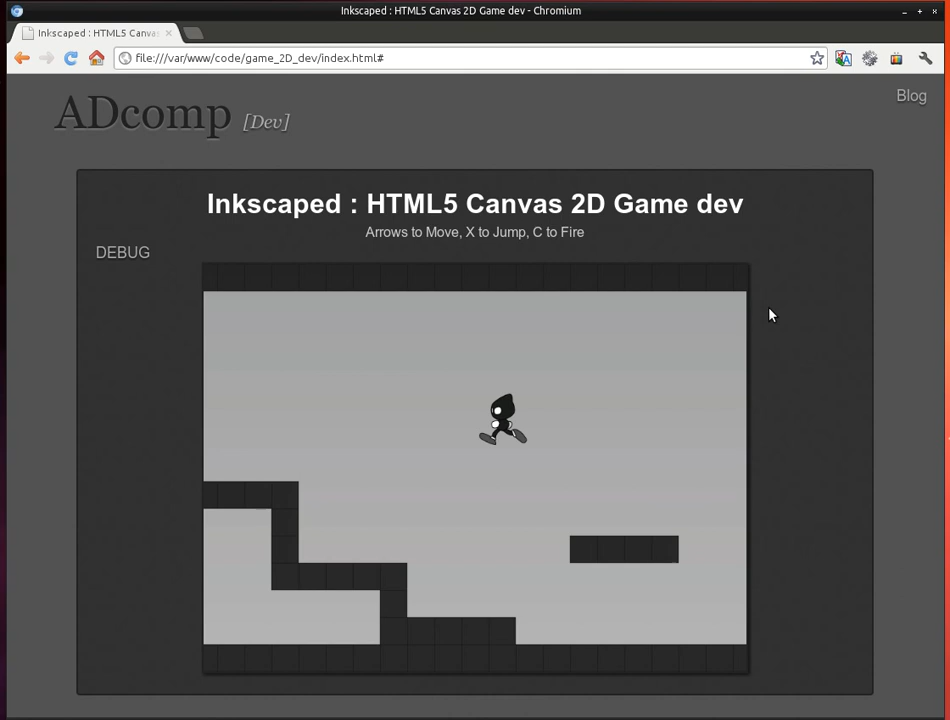 Inkscaped : HTML5 Canvas 2D Game dev - Chromium
Inkscaped : HTML5 Canva
file:///var/www/code/game_2D_dev/index.html#
Blog
ADcomp [Dev]
Inkscaped : HTML5 Canvas 2D Game dev
Arrows to Move, X to Jump, C to Fire
DEBUG